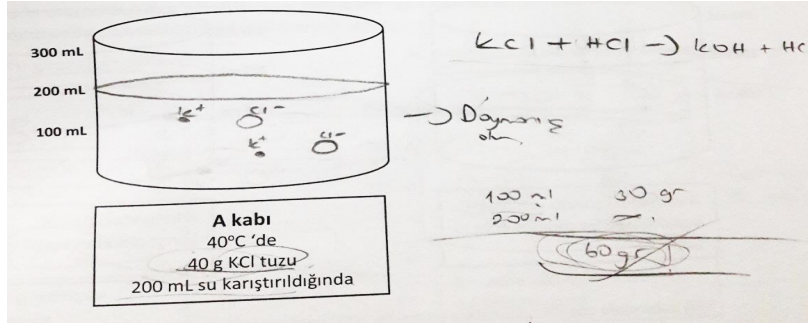 300 mL
200 mL
100 mL
K+ Cl-
K+ Cl-
KCl + HCl → KOH + HC
→ Doymamış
A kabı
40°C 'de
40 g KCl tuzu
200 mL su karıştırıldığında
100 ml 30 gr
200 ml
60 gr